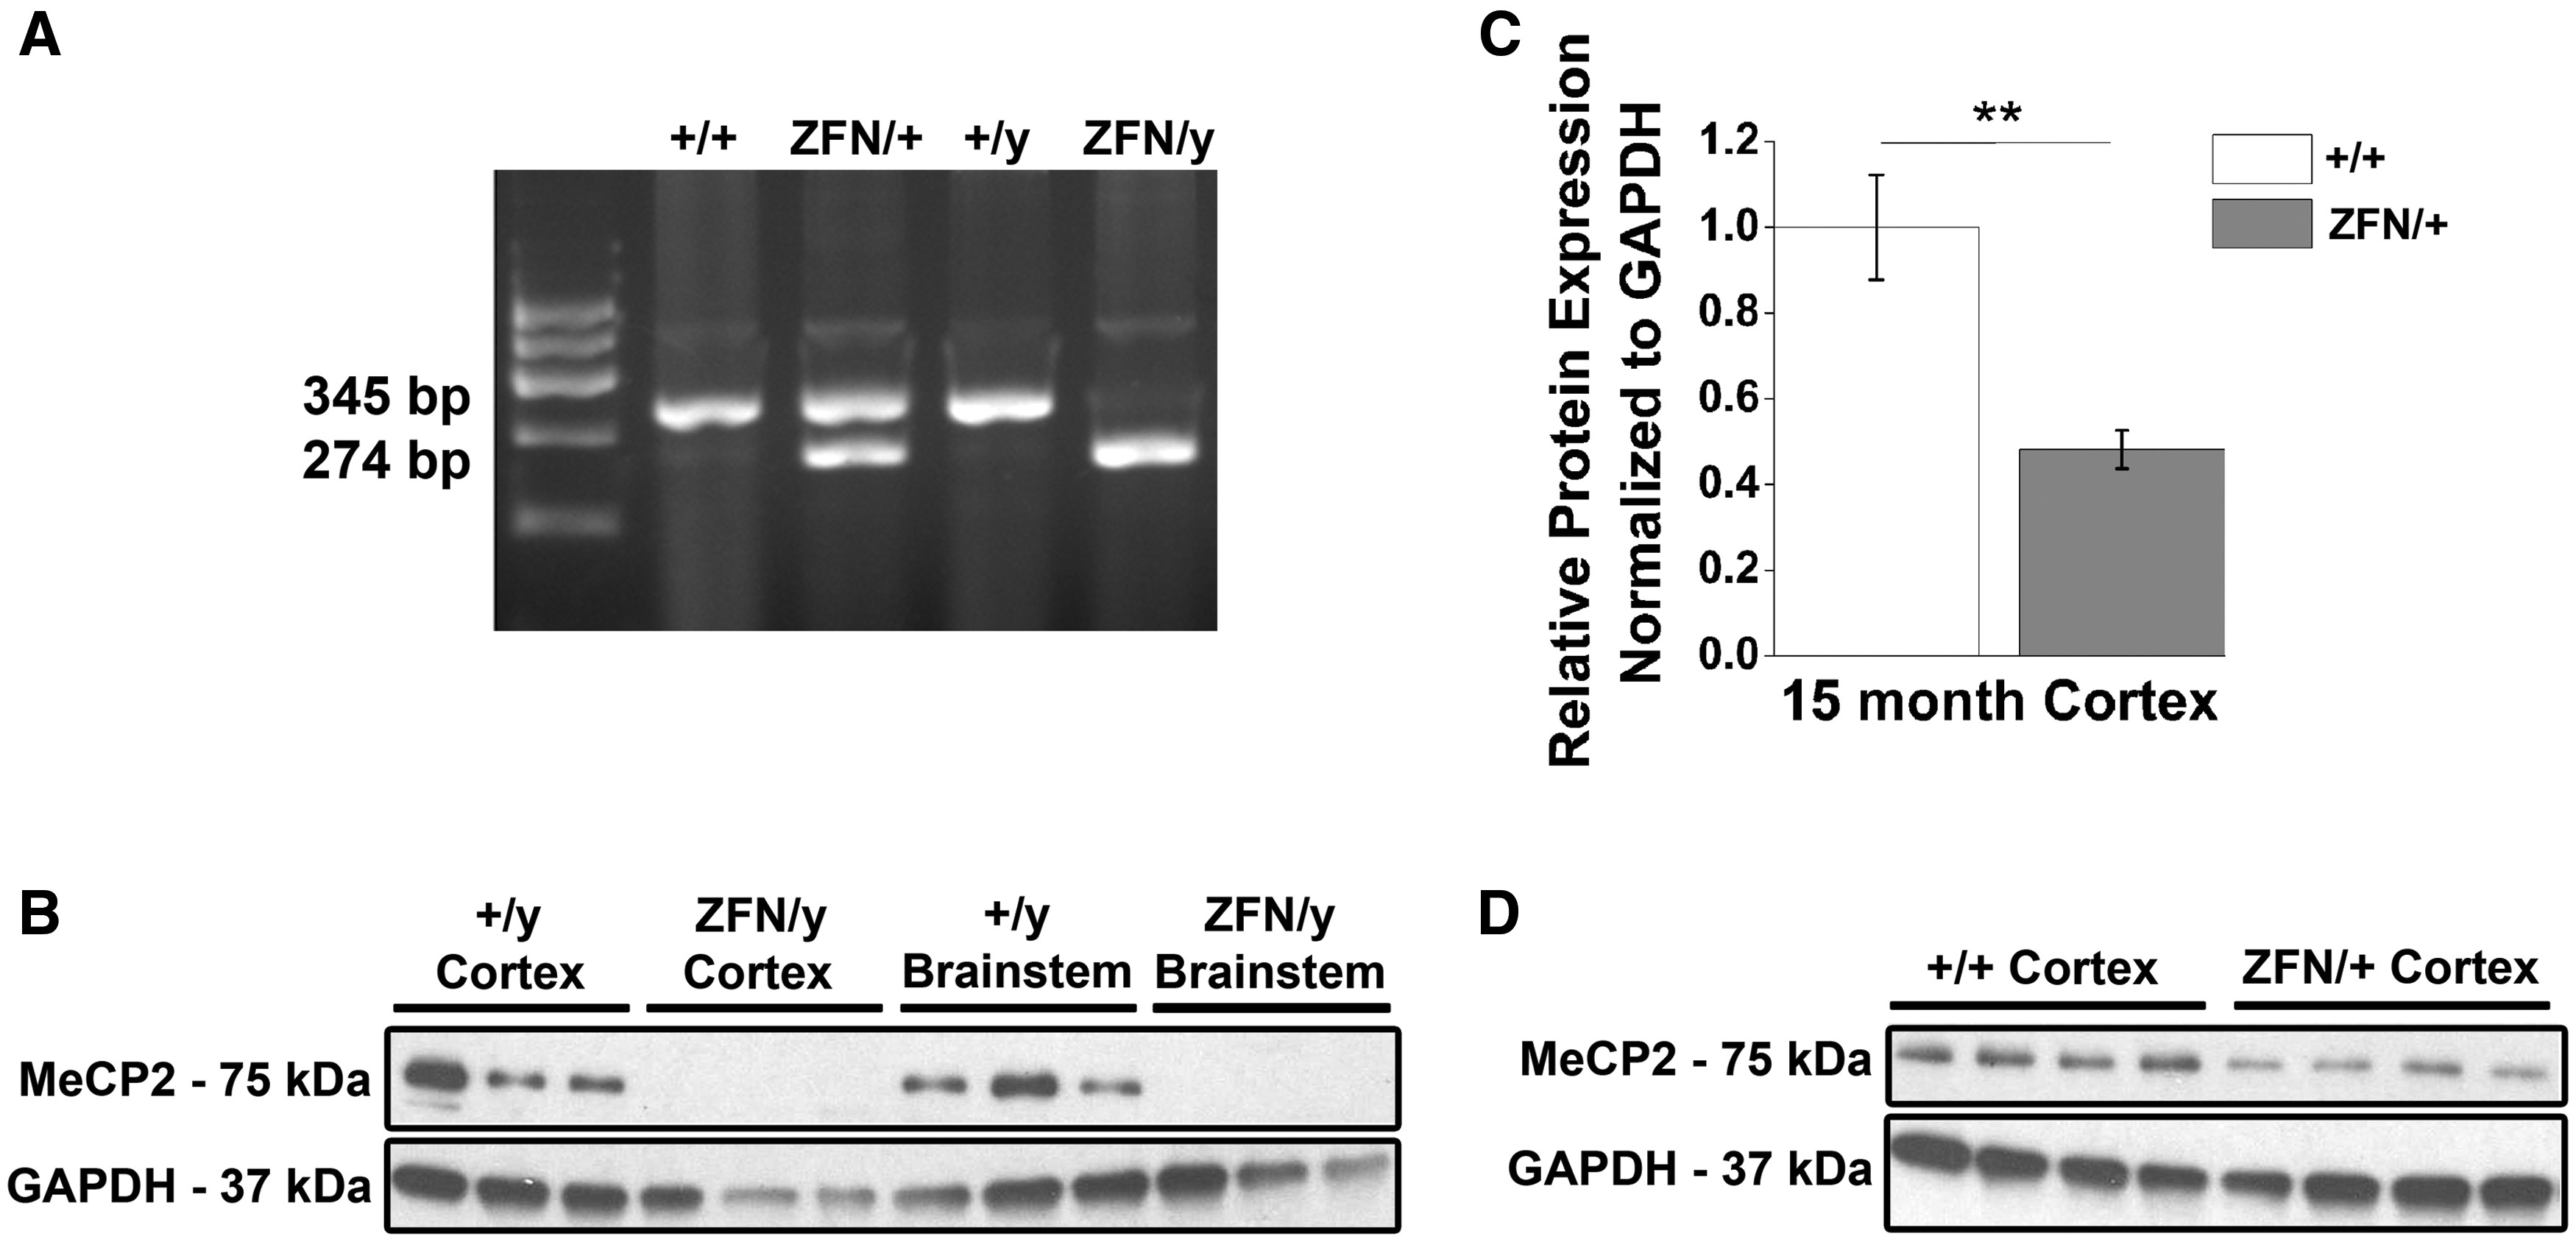 A
+/+ ZFN/+ +/y ZFN/y
345 bp
274 bp
C
Relative Protein Expression
Normalized to GAPDH
**
1.2
1.0
0.8
0.6
0.4
0.2
0.0
15 month Cortex
+/+
ZFN/+
B
+/y ZFN/y +/y ZFN/y
Cortex Cortex Brainstem Brainstem
MeCP2 - 75 kDa
GAPDH - 37 kDa
D
+/+ Cortex ZFN/+ Cortex
MeCP2 - 75 kDa
GAPDH - 37 kDa